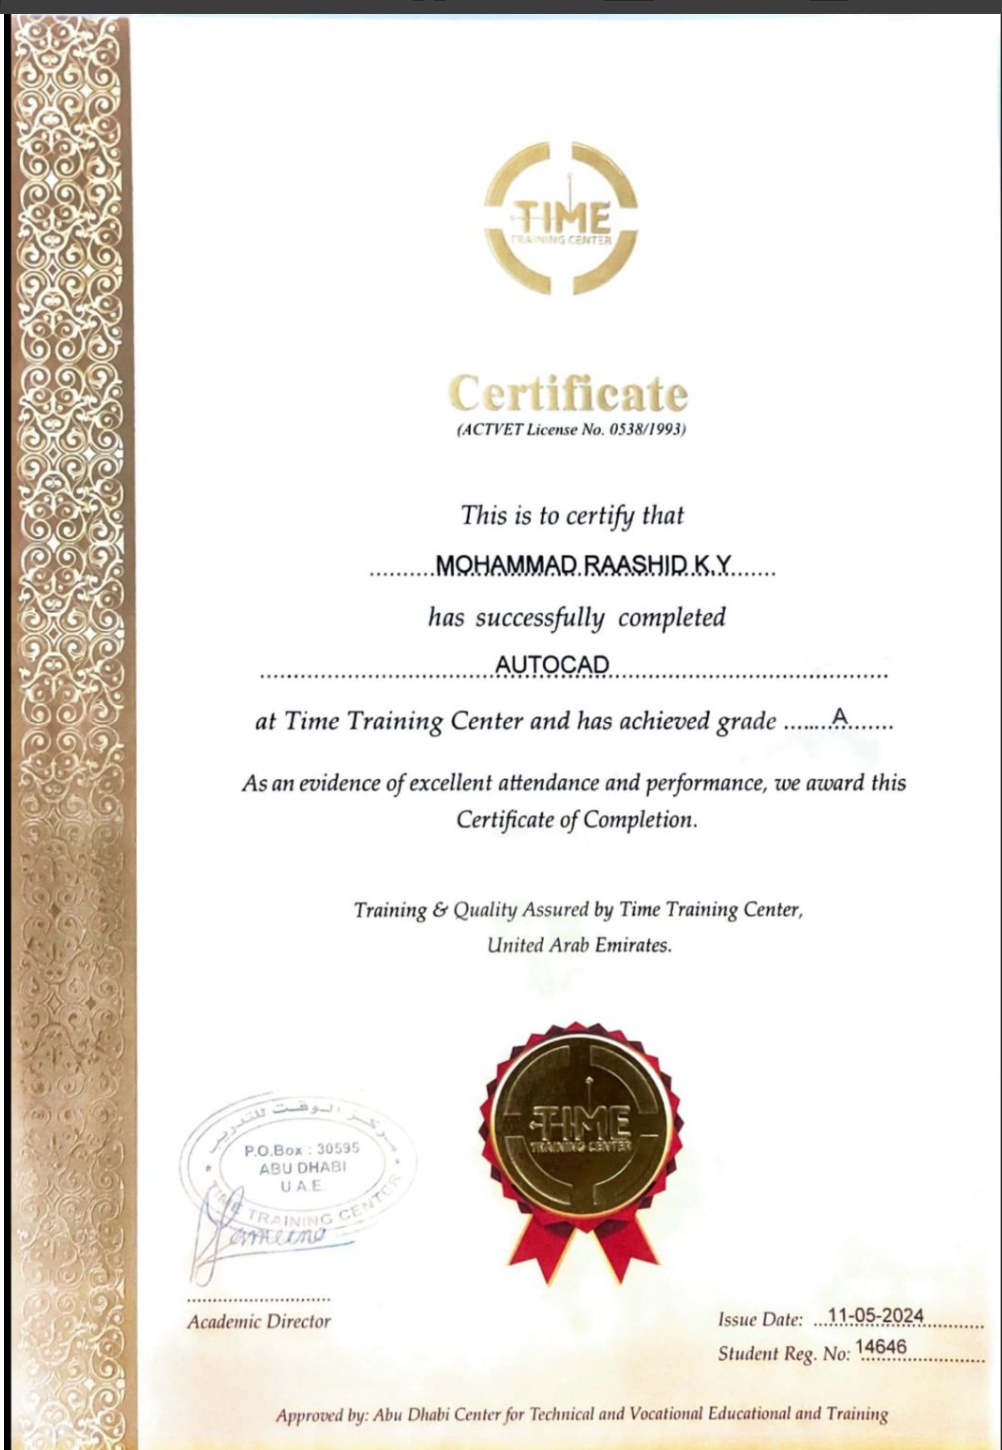 TIME
TRAINING CENTER
Certificate
(ACTVET License No. 0538/1993)
This is to certify that
MOHAMMAD RAASHID K.Y
has successfully completed
AUTOCAD
at Time Training Center and has achieved grade ......A......
As an evidence of excellent attendance and performance, we award this
Certificate of Completion.
Training & Quality Assured by Time Training Center,
United Arab Emirates.
TIME
TRAINING CENTER
مركز الوقت للتدريب
P.O.Box : 30595
ABU DHABI
U.A.E.
TIME TRAINING CENTER
Academic Director
Issue Date: 11-05-2024
Student Reg. No: 14646
Approved by: Abu Dhabi Center for Technical and Vocational Educational and Training